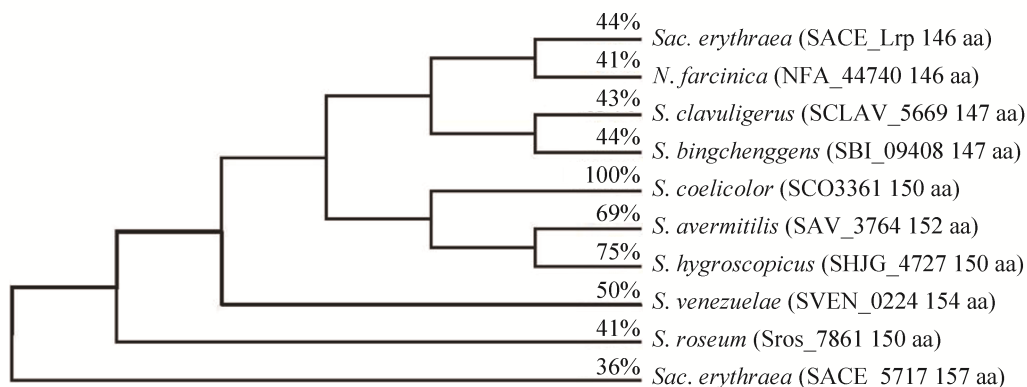 44% Sac. erythraea (SACE_Lrp 146 aa)
41% N. farcinica (NFA_44740 146 aa)
43% S. clavuligerus (SCLAV_5669 147 aa)
44% S. bingchenggens (SBI_09408 147 aa)
100% S. coelicolor (SCO3361 150 aa)
69% S. avermitilis (SAV_3764 152 aa)
75% S. hygroscopicus (SHJG_4727 150 aa)
50% S. venezuelae (SVEN_0224 154 aa)
41% S. roseum (Sros_7861 150 aa)
36% Sac. erythraea (SACE_5717 157 aa)